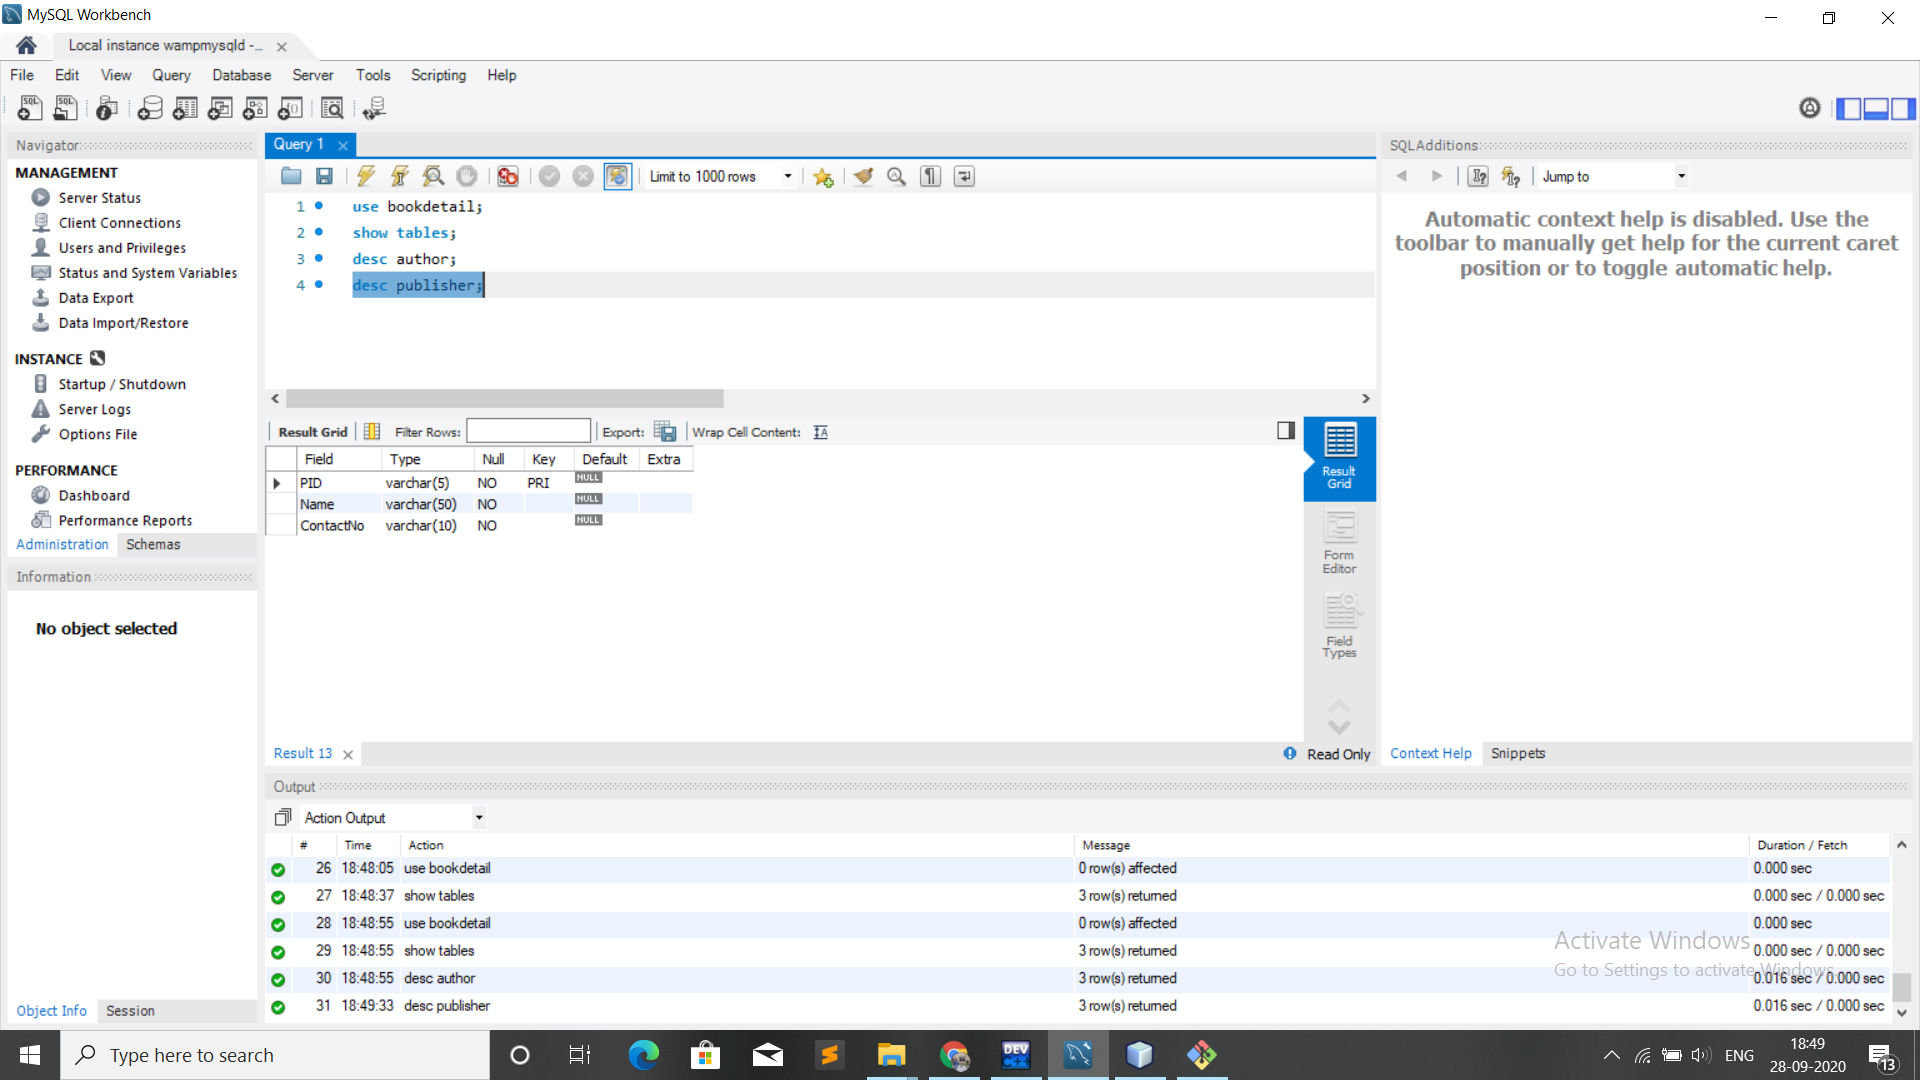 MySQL Workbench
Local instance wampmysqld -...
File Edit View Query Database Server Tools Scripting Help
Navigator
MANAGEMENT
Server Status
Client Connections
Users and Privileges
Status and System Variables
Data Export
Data Import/Restore
INSTANCE
Startup / Shutdown
Server Logs
Options File
PERFORMANCE
Dashboard
Performance Reports
Administration Schemas
Information
No object selected
Object Info Session
Query 1
Limit to 1000 rows
1 use bookdetail;
2 show tables;
3 desc author;
4 desc publisher;
Result Grid Filter Rows: Export: Wrap Cell Content:
Field Type Null Key Default Extra
PID varchar(5) NO PRI NULL
Name varchar(50) NO NULL
ContactNo varchar(10) NO NULL
Result
Grid
Form
Editor
Field
Types
Result 13
Read Only
SQLAdditions
Jump to
Automatic context help is disabled. Use the
toolbar to manually get help for the current caret
position or to toggle automatic help.
Context Help Snippets
Output
Action Output
# Time Action Message Duration / Fetch
26 18:48:05 use bookdetail 0 row(s) affected 0.000 sec
27 18:48:37 show tables 3 row(s) returned 0.000 sec / 0.000 sec
28 18:48:55 use bookdetail 0 row(s) affected 0.000 sec
29 18:48:55 show tables 3 row(s) returned 0.000 sec / 0.000 sec
30 18:48:55 desc author 3 row(s) returned 0.016 sec / 0.000 sec
31 18:49:33 desc publisher 3 row(s) returned 0.016 sec / 0.000 sec
Activate Windows
Go to Settings to activate Windows.
Type here to search
DEV
C++
ENG
18:49
28-09-2020
13